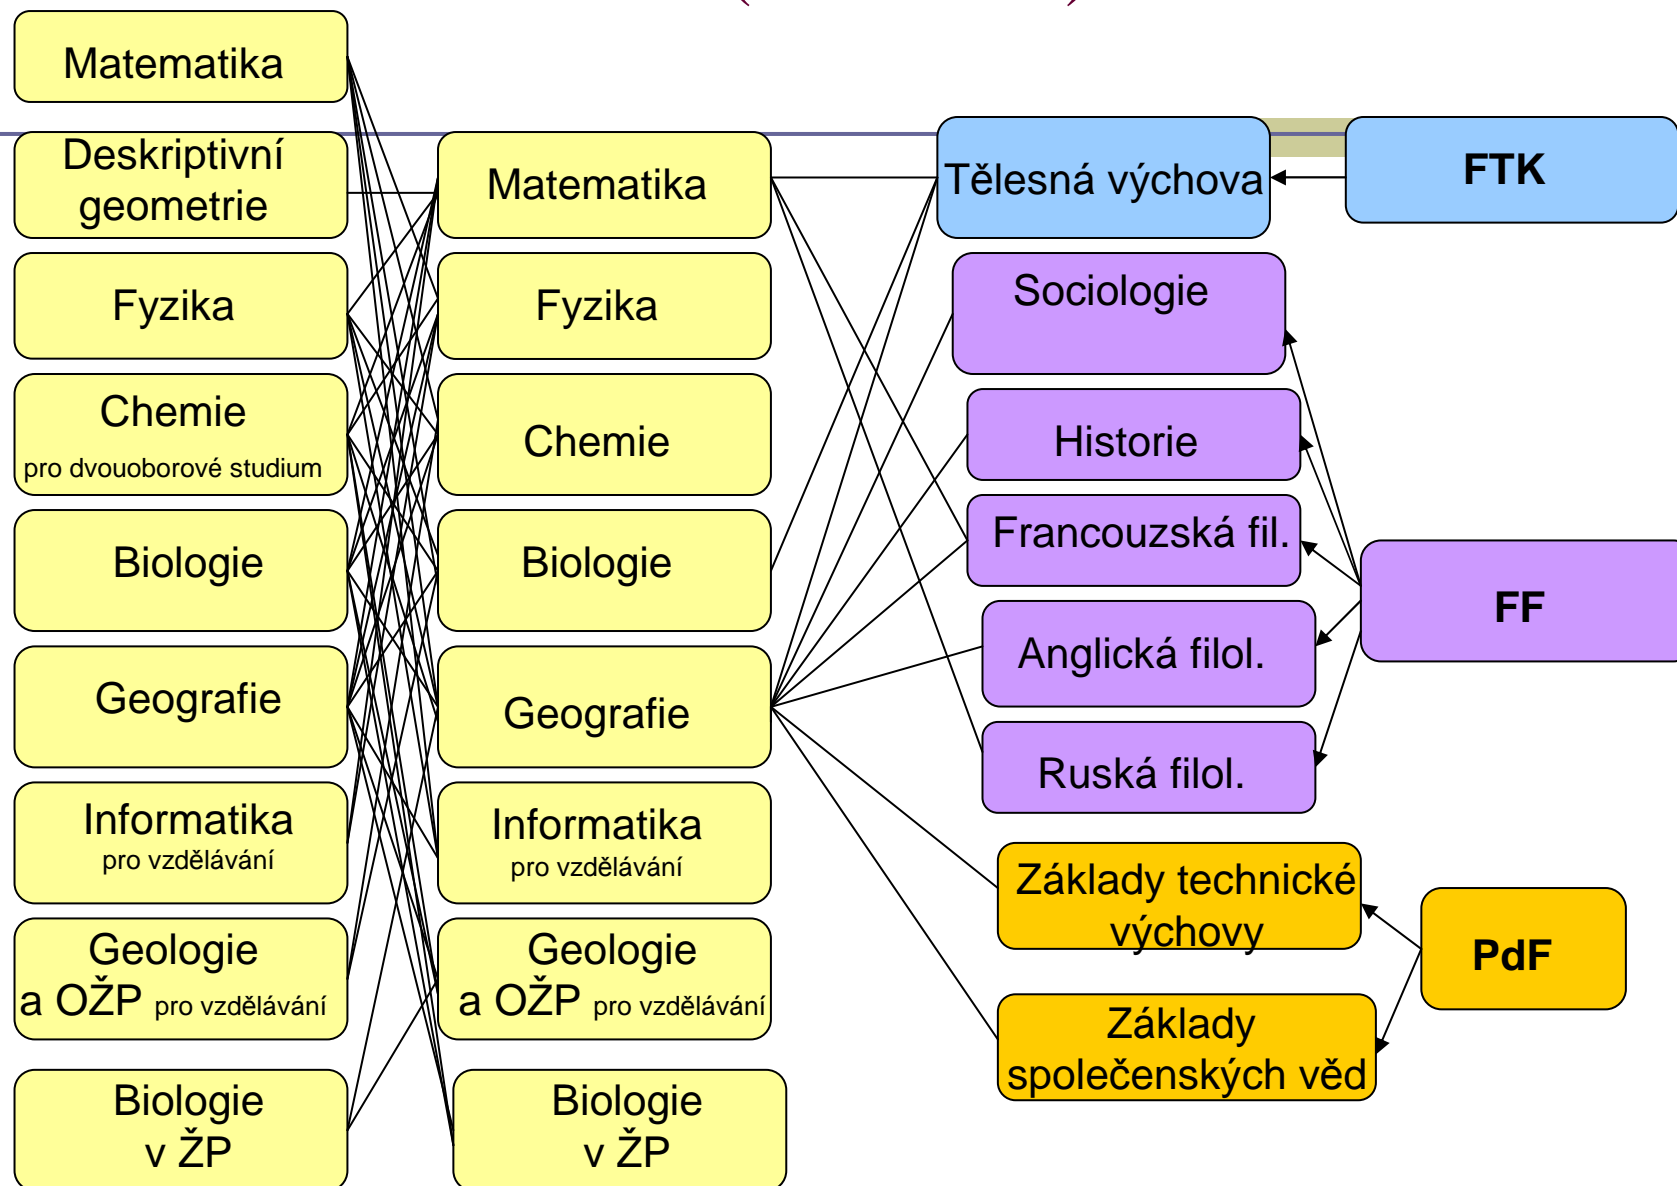 Matematika
Deskriptivní
geometrie
Fyzika
Chemie
pro dvouoborové studium
Biologie
Geografie
Informatika
pro vzdělávání
Geologie
a OŽP pro vzdělávání
Biologie
v ŽP
Matematika
Fyzika
Chemie
Biologie
Geografie
Informatika
pro vzdělávání
Geologie
a OŽP pro vzdělávání
Biologie
v ŽP
Tělesná výchova
Sociologie
Historie
Francouzská fil.
Anglická filol.
Ruská filol.
Základy technické
výchovy
Základy
společenských věd
FTK
FF
PdF